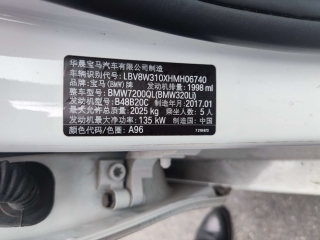 华晨宝马汽车有限公司制造
车辆识别代号: LBV8W310XHMH06740
品牌: 宝马(BMW)牌 发动机排量: 1998 ml
整车型号: BMW7200QL(BMW320Li)
发动机型号: B48B20C 制造年月: 2017.01
最大允许总质量: 2025 kg 乘坐人数: 5 人
发动机最大净功率: 135 kW 制造国: 中国
颜色代码/色带: A96